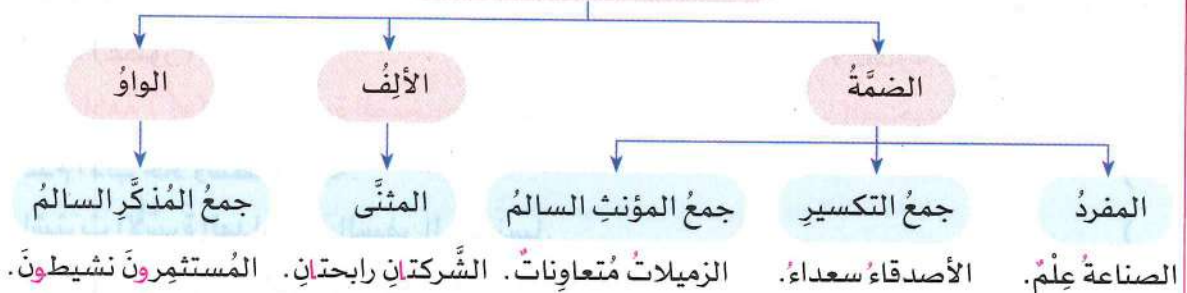 الضمَّةُ الألِفُ الواوُ
المفردُ جمعُ التكسيرِ جمعُ المؤنثِ السالمُ المثنَّى جمعُ المُذكَّرِ السالمُ
الصناعةُ عِلْمٌ. الأصدقاءُ سعداءُ. الزميلاتُ مُتعاوِناتٌ. الشَّركتانِ رابحتانِ. المُستثمِرونَ نشيطونَ.